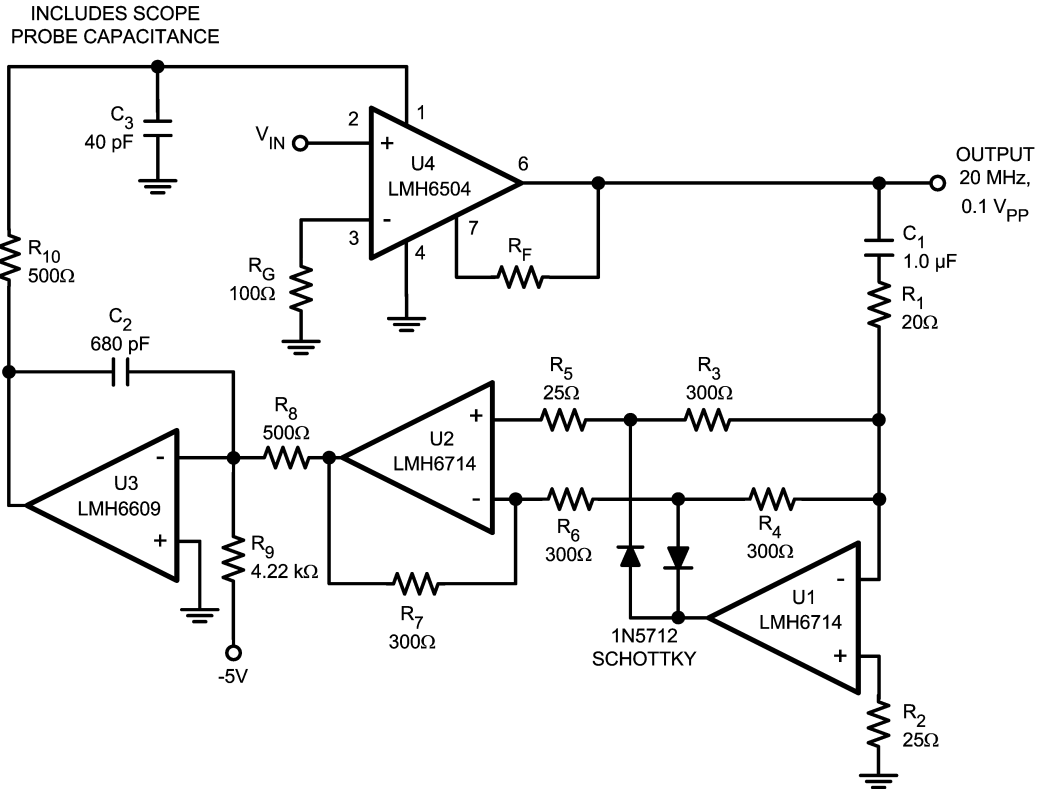 INCLUDES SCOPE
PROBE CAPACITANCE
C3
40 pF
VIN
2
1
+
U4
LMH6504
6
-
3
4
7
RF
RG
100Ω
OUTPUT
20 MHz,
0.1 VPP
C1
1.0 µF
R1
20Ω
R10
500Ω
C2
680 pF
R8
500Ω
R5
25Ω
R3
300Ω
+
U2
LMH6714
-
R6
300Ω
R4
300Ω
-
U3
LMH6609
+
R9
4.22 kΩ
-5V
R7
300Ω
1N5712
SCHOTTKY
-
U1
LMH6714
+
R2
25Ω